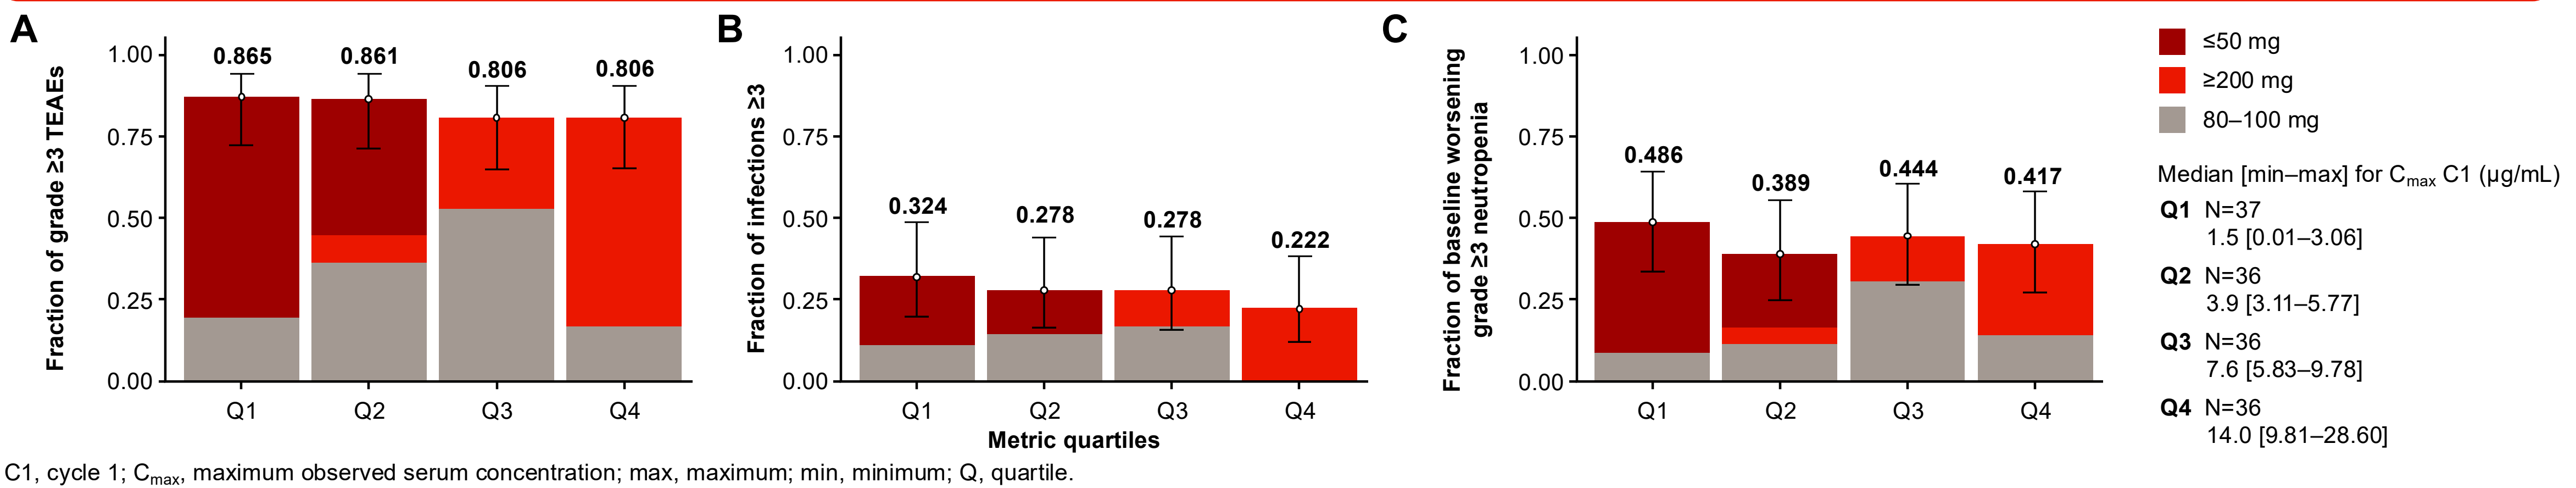 A
Fraction of grade ≥3 TEAEs
1.00
0.75
0.50
0.25
0.00
0.865
0.861
0.806
0.806
Q1
Q2
Q3
Q4
B
Fraction of infections ≥3
1.00
0.75
0.50
0.25
0.00
0.324
0.278
0.278
0.222
Q1
Q2
Q3
Q4
Metric quartiles
C
Fraction of baseline worsening
grade ≥3 neutropenia
1.00
0.75
0.50
0.25
0.00
0.486
0.389
0.444
0.417
Q1
Q2
Q3
Q4
≤50 mg
≥200 mg
80–100 mg
Median [min–max] for Cmax C1 (µg/mL)
Q1 N=37
1.5 [0.01–3.06]
Q2 N=36
3.9 [3.11–5.77]
Q3 N=36
7.6 [5.83–9.78]
Q4 N=36
14.0 [9.81–28.60]
C1, cycle 1; Cmax, maximum observed serum concentration; max, maximum; min, minimum; Q, quartile.